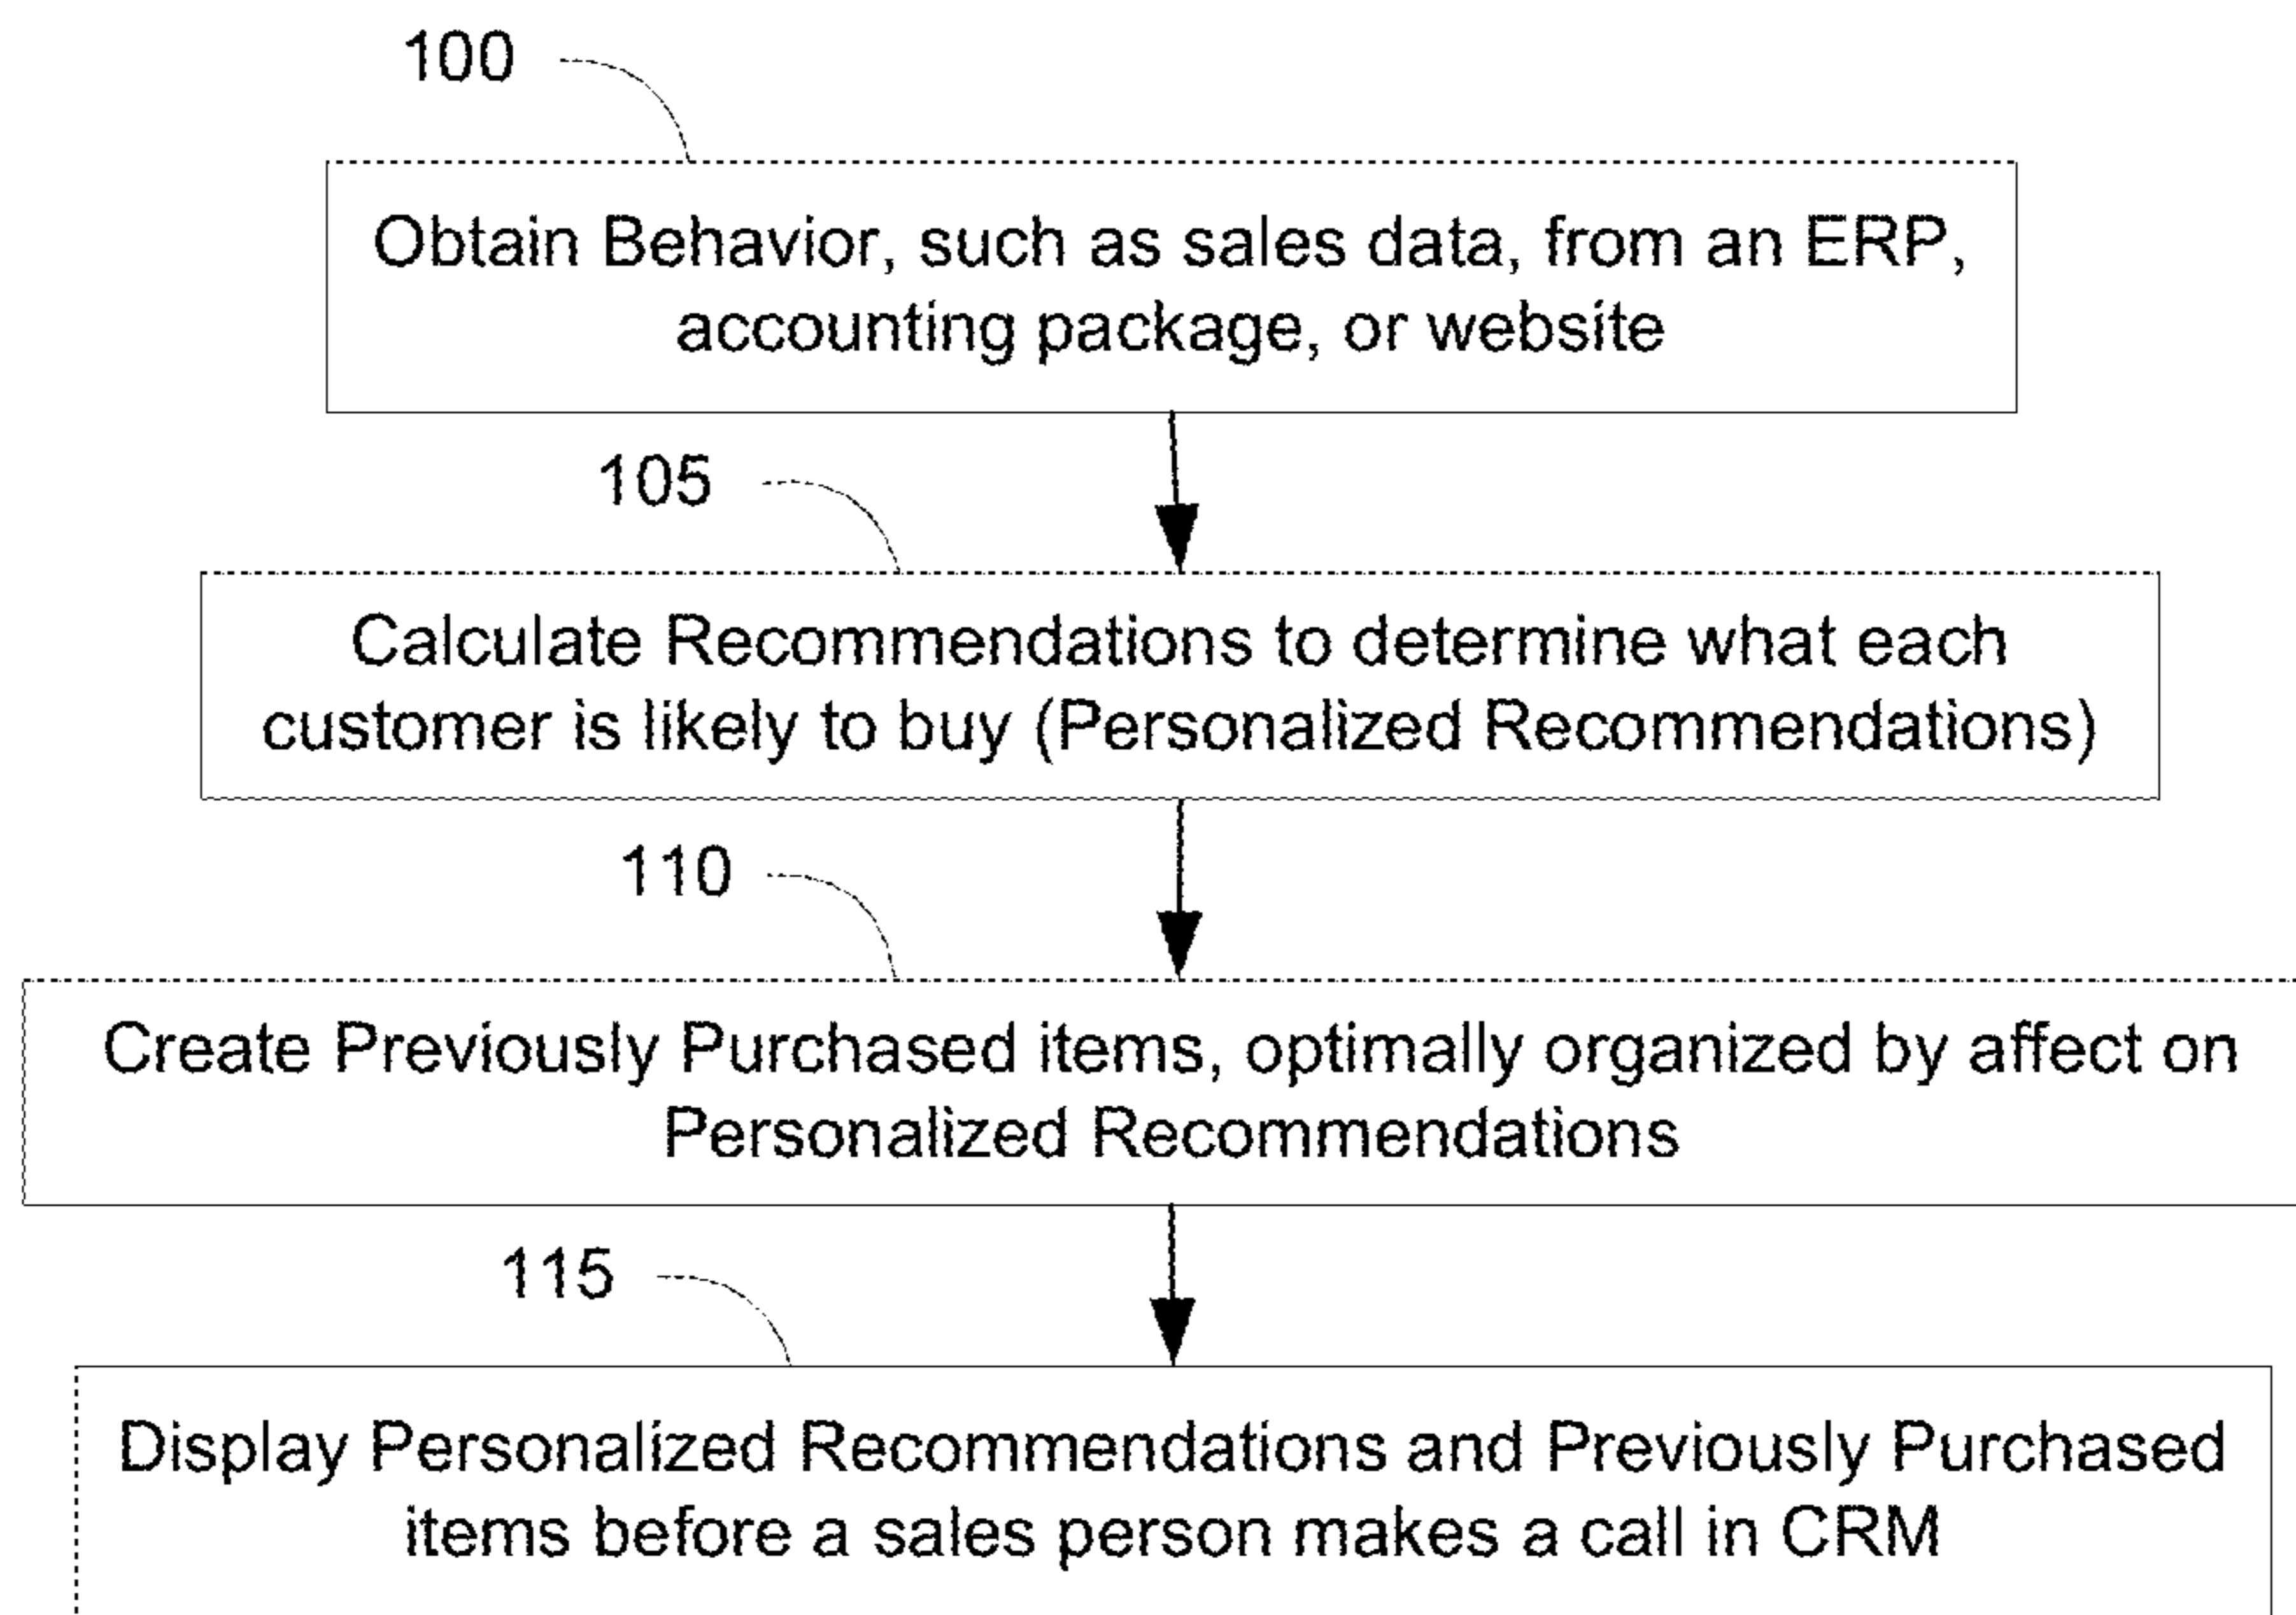 100
Obtain Behavior, such as sales data, from an ERP,
accounting package, or website
105
Calculate Recommendations to determine what each
customer is likely to buy (Personalized Recommendations)
110
Create Previously Purchased items, optimally organized by affect on
Personalized Recommendations
115
Display Personalized Recommendations and Previously Purchased
items before a sales person makes a call in CRM